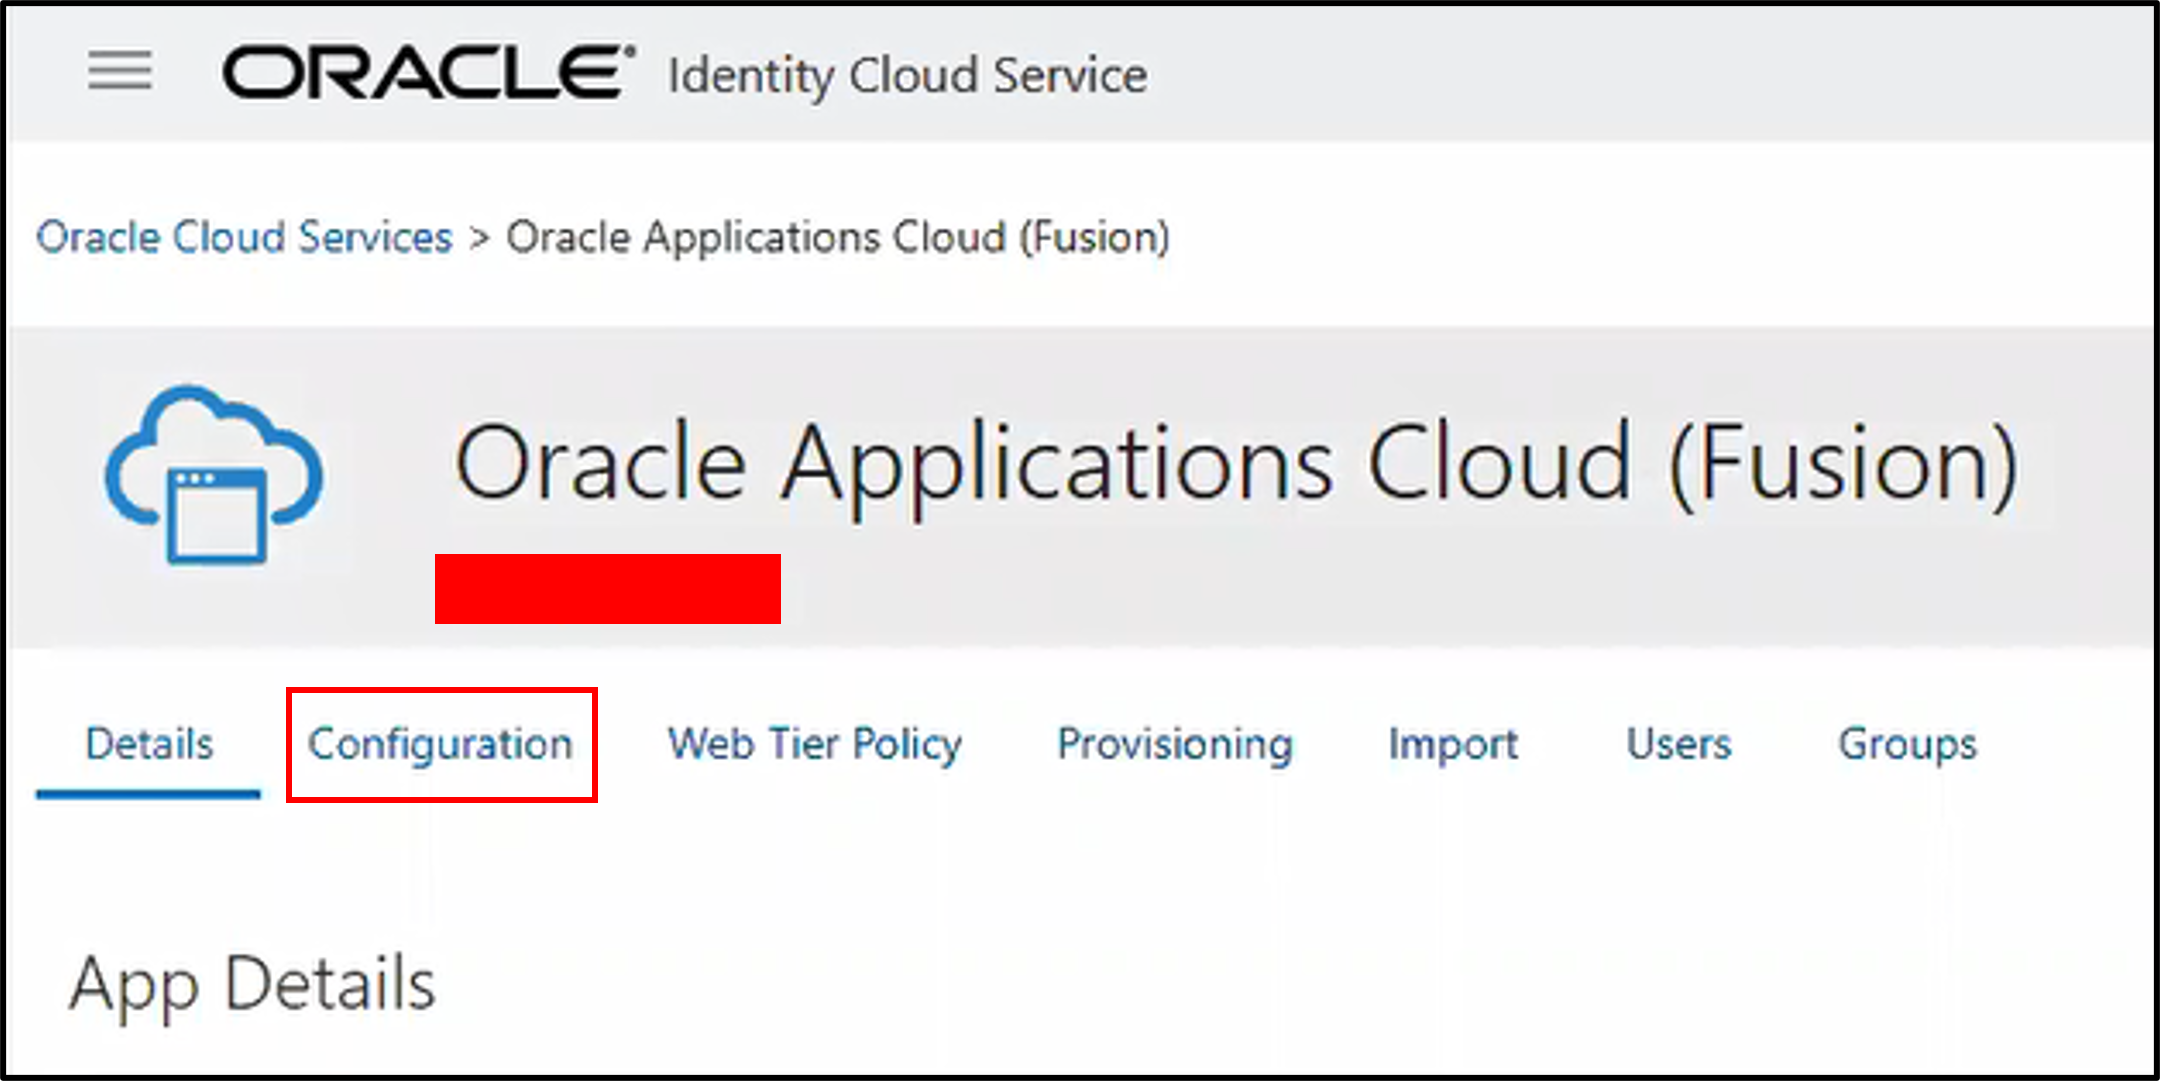 ORACLE® Identity Cloud Service
Oracle Cloud Services > Oracle Applications Cloud (Fusion)
Oracle Applications Cloud (Fusion)
Details Configuration Web Tier Policy Provisioning Import Users Groups
App Details